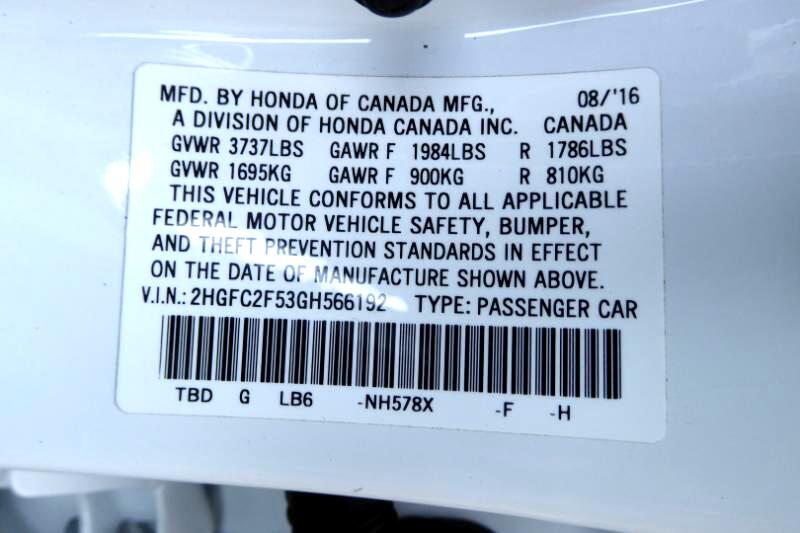 MFD. BY HONDA OF CANADA MFG., 08/'16
A DIVISION OF HONDA CANADA INC. CANADA
GVWR 3737LBS GAWR F 1984LBS R 1786LBS
GVWR 1695KG GAWR F 900KG R 810KG
THIS VEHICLE CONFORMS TO ALL APPLICABLE
FEDERAL MOTOR VEHICLE SAFETY, BUMPER,
AND THEFT PREVENTION STANDARDS IN EFFECT
ON THE DATE OF MANUFACTURE SHOWN ABOVE.
V.I.N.: 2HGFC2F53GH566192 TYPE: PASSENGER CAR
TBD G LB6 -NH578X -F -H